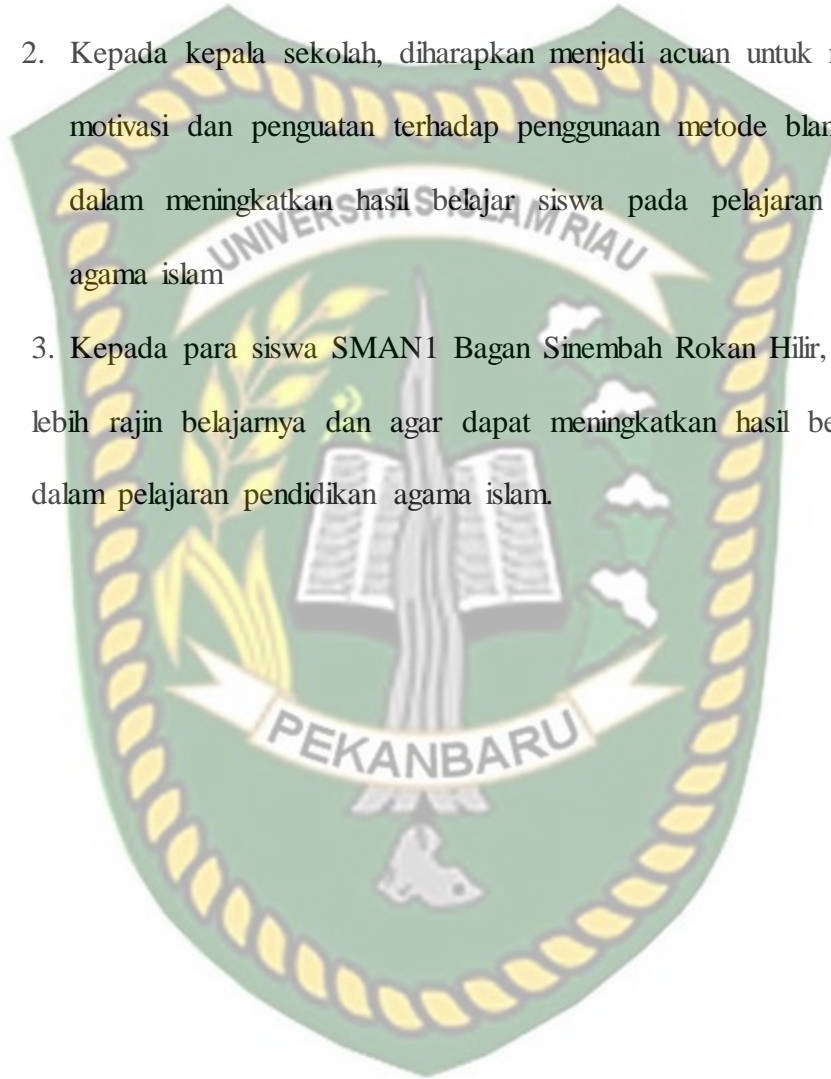 2. Kepada kepala sekolah, diharapkan menjadi acuan untuk
motivasi dan penguatan terhadap penggunaan metode
dalam meningkatkan hasil belajar siswa pada pelajaran
agama islam
3. Kepada para siswa SMAN1 Bagan Sinembah Rokan Hilir,
lebih rajin belajarnya dan agar dapat meningkatkan hasil
dalam pelajaran pendidikan agama islam.
UNIVERSITAS ISLAM RIAU
PEKANBARU